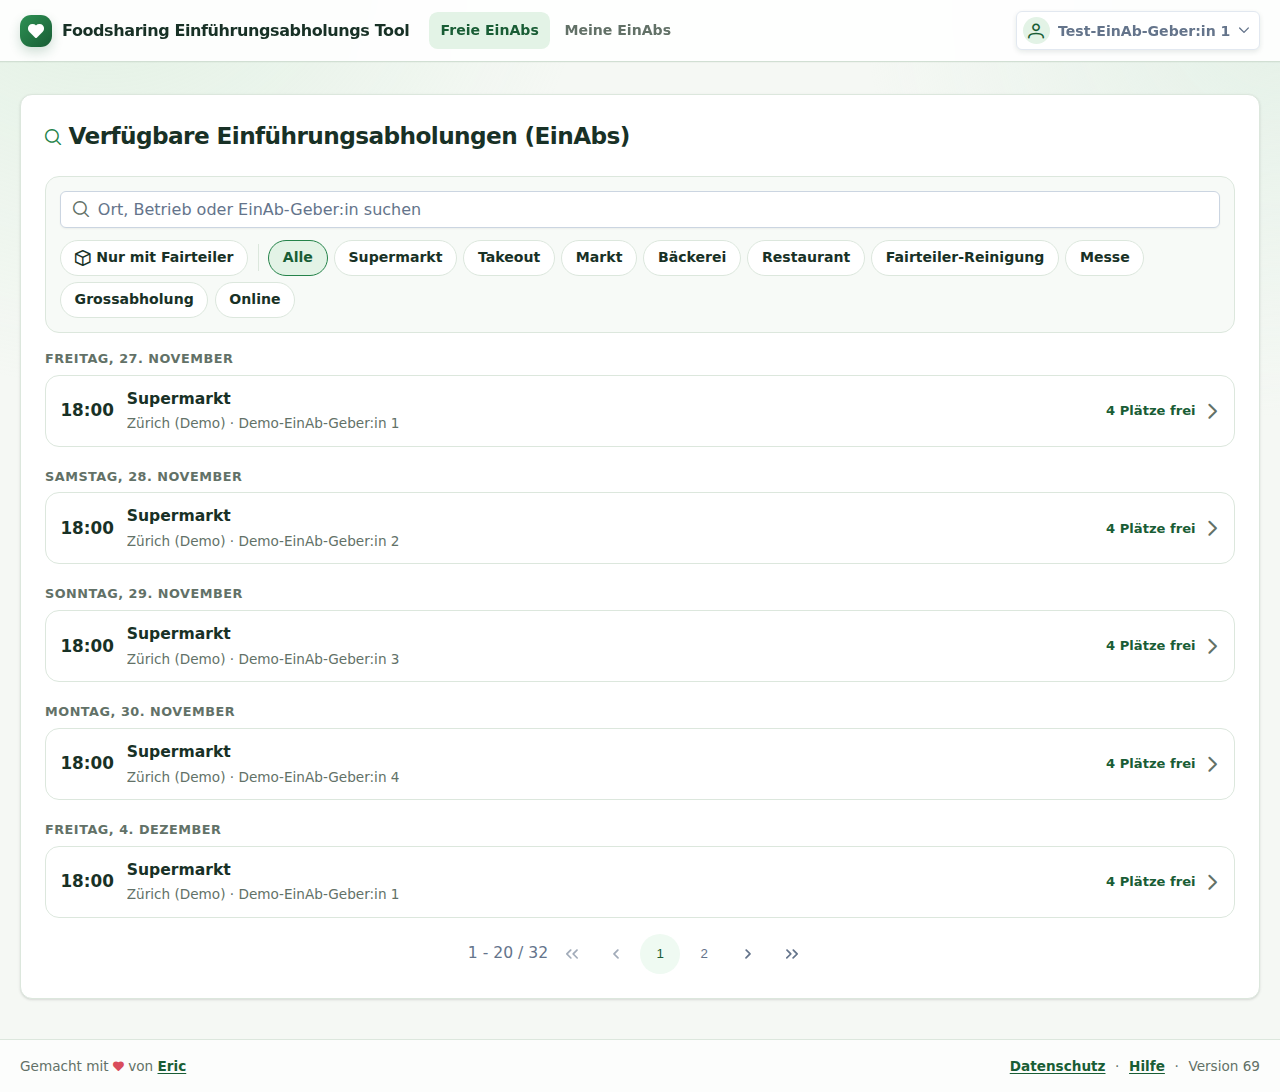 Foodsharing Einführungsabholungs Tool
Freie EinAbs
Meine EinAbs
Test-EinAb-Geber:in 1
Verfügbare Einführungsabholungen (EinAbs)
Ort, Betrieb oder EinAb-Geber:in suchen
Nur mit Fairteiler
Alle
Supermarkt
Takeout
Markt
Bäckerei
Restaurant
Fairteiler-Reinigung
Messe
Grossabholung
Online
FREITAG, 27. NOVEMBER
18:00
Supermarkt
Zürich (Demo) · Demo-EinAb-Geber:in 1
4 Plätze frei
SAMSTAG, 28. NOVEMBER
18:00
Supermarkt
Zürich (Demo) · Demo-EinAb-Geber:in 2
4 Plätze frei
SONNTAG, 29. NOVEMBER
18:00
Supermarkt
Zürich (Demo) · Demo-EinAb-Geber:in 3
4 Plätze frei
MONTAG, 30. NOVEMBER
18:00
Supermarkt
Zürich (Demo) · Demo-EinAb-Geber:in 4
4 Plätze frei
FREITAG, 4. DEZEMBER
18:00
Supermarkt
Zürich (Demo) · Demo-EinAb-Geber:in 1
4 Plätze frei
1 - 20 / 32
1
2
Gemacht mit ♥ von Eric
Datenschutz · Hilfe · Version 69